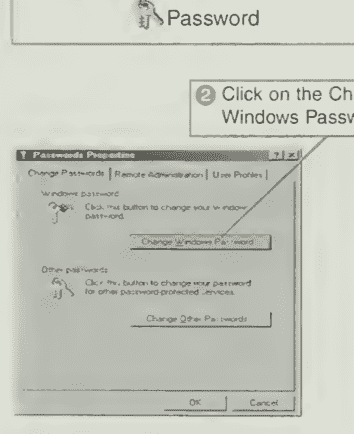 Password
2 Click on the Ch
Windows Passw
Passwords Properties
Change Passwords Remote Administration User Profiles
Windows password
Click this button to change your Windows
password.
Change Windows Password
Other passwords
Click this button to change your password
for other password-protected services.
Change Other Passwords
OK Cancel